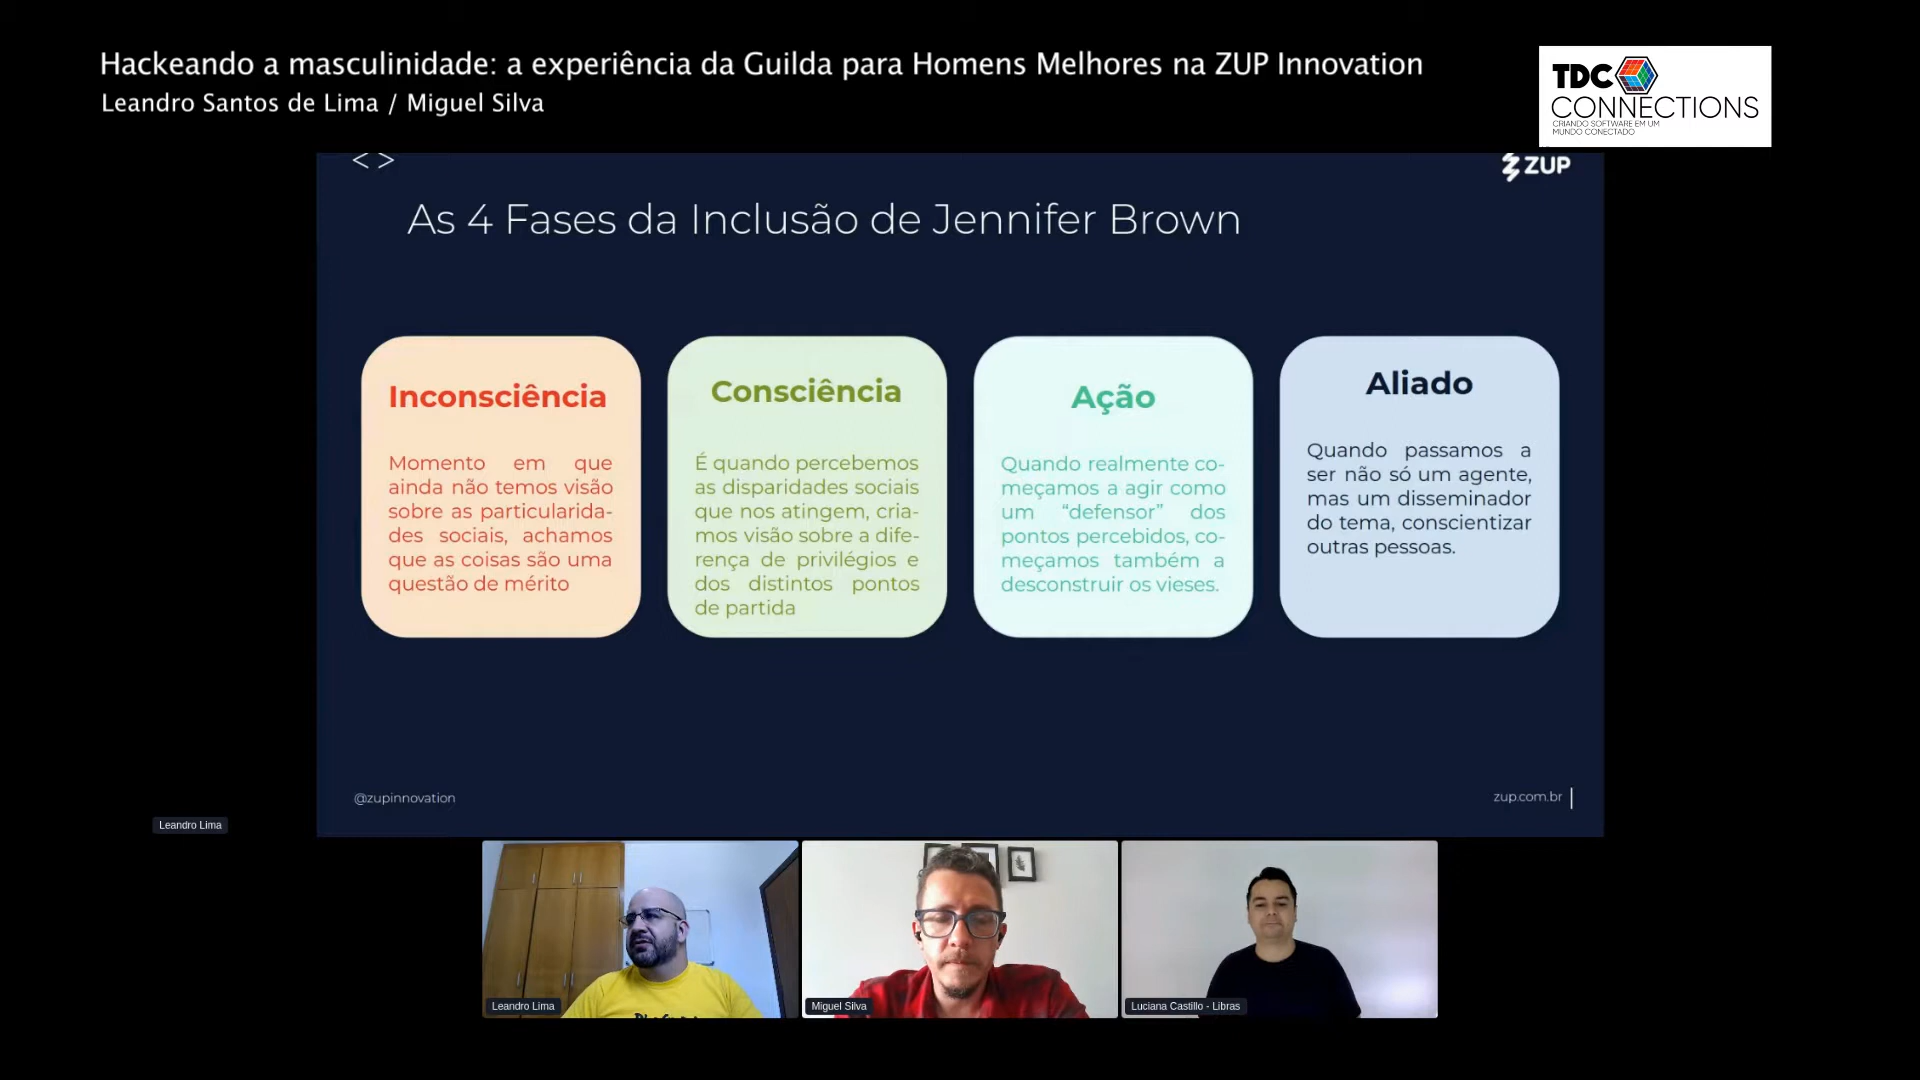 Hackeando a masculinidade: a experiência da Guilda para Homens Melhores na ZUP Innovation
Leandro Santos de Lima / Miguel Silva
TDC
CONNECTIONS
CRIANDO SOFTWARE EM UM
MUNDO CONECTADO
< >
ZUP
As 4 Fases da Inclusão de Jennifer Brown
Inconsciência
Momento em que
ainda não temos visão
sobre as particularida-
des sociais, achamos
que as coisas são uma
questão de mérito
Consciência
É quando percebemos
as disparidades sociais
que nos atingem, cria-
mos visão sobre a dife-
rença de privilégios e
dos distintos pontos
de partida
Ação
Quando realmente co-
meçamos a agir como
um “defensor” dos
pontos percebidos, co-
meçamos também a
desconstruir os vieses.
Aliado
Quando passamos a
ser não só um agente,
mas um disseminador
do tema, conscientizar
outras pessoas.
@zupinnovation
zup.com.br
Leandro Lima
Leandro Lima
Miguel Silva
Luciana Castillo - Libras